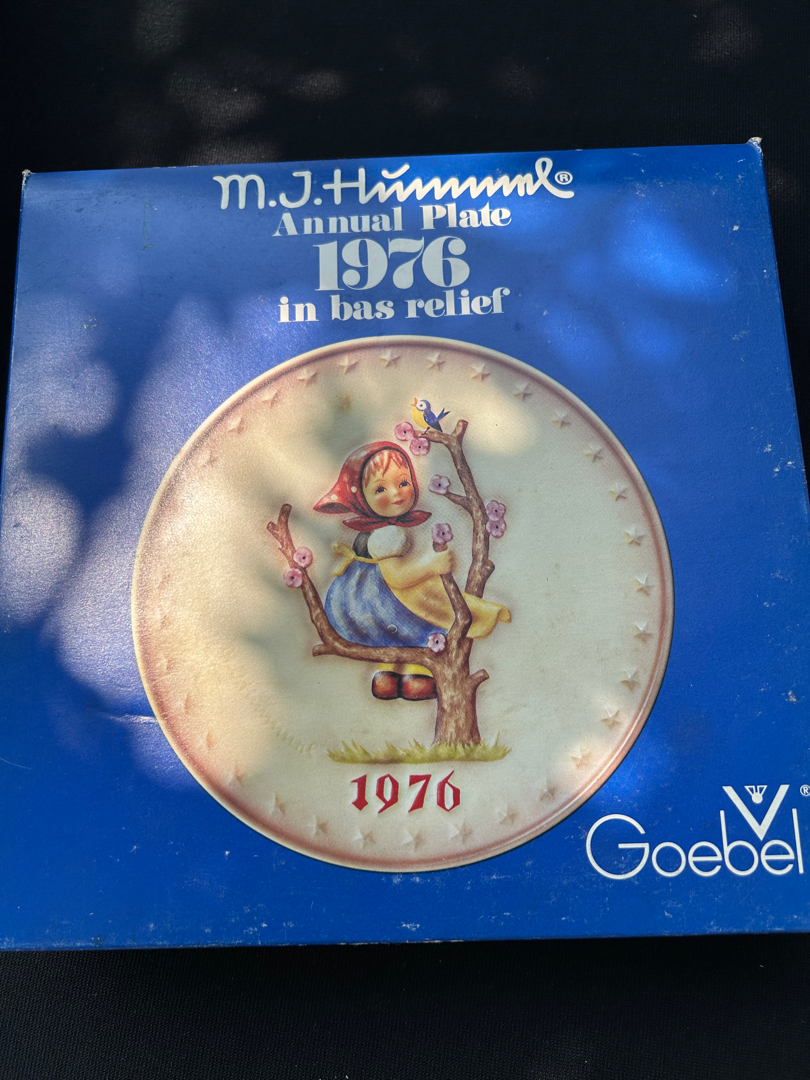 M.J.Hummel®
Annual Plate
1976
in bas relief
1976
Goebel®